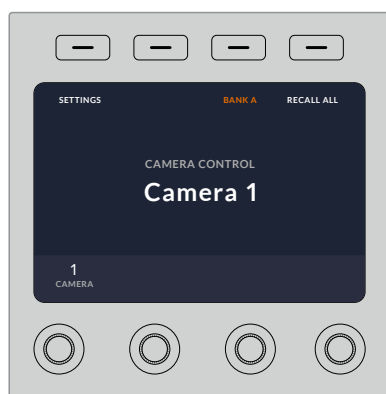 SETTINGS BANK A RECALL ALL
CAMERA CONTROL
Camera 1
1
CAMERA